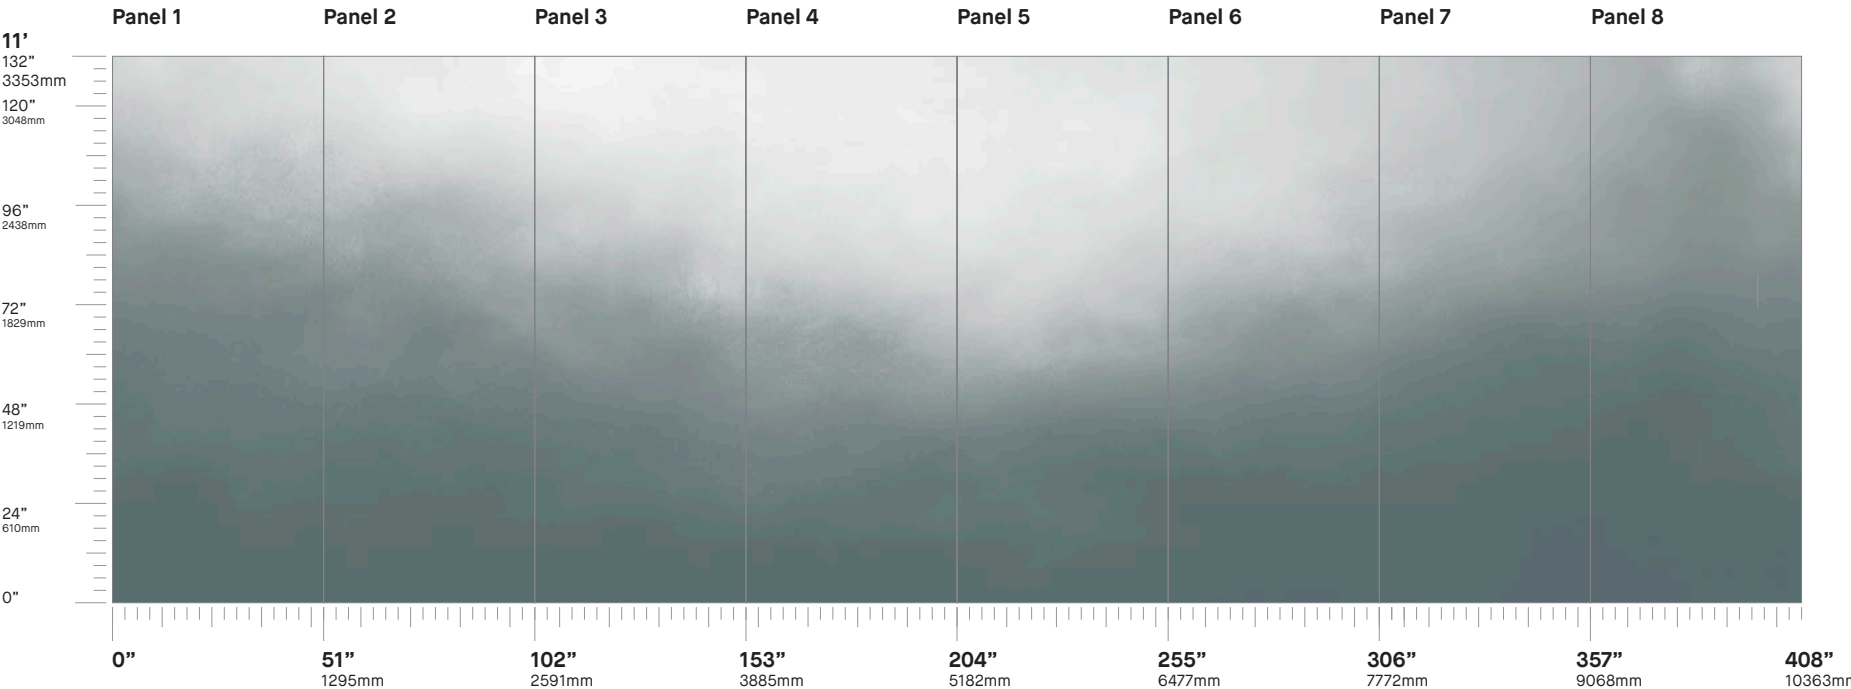 Panel 1
Panel 2
Panel 3
Panel 4
Panel 5
Panel 6
Panel 7
Panel 8
11’
132”
3353mm
120”
3048mm
96”
2438mm
72”
1829mm
48”
1219mm
24”
610mm
0”
0”
51”
102”
153”
204”
255”
306”
357”
408”
1295mm
2591mm
3885mm
5182mm
6477mm
7772mm
9068mm
10363m